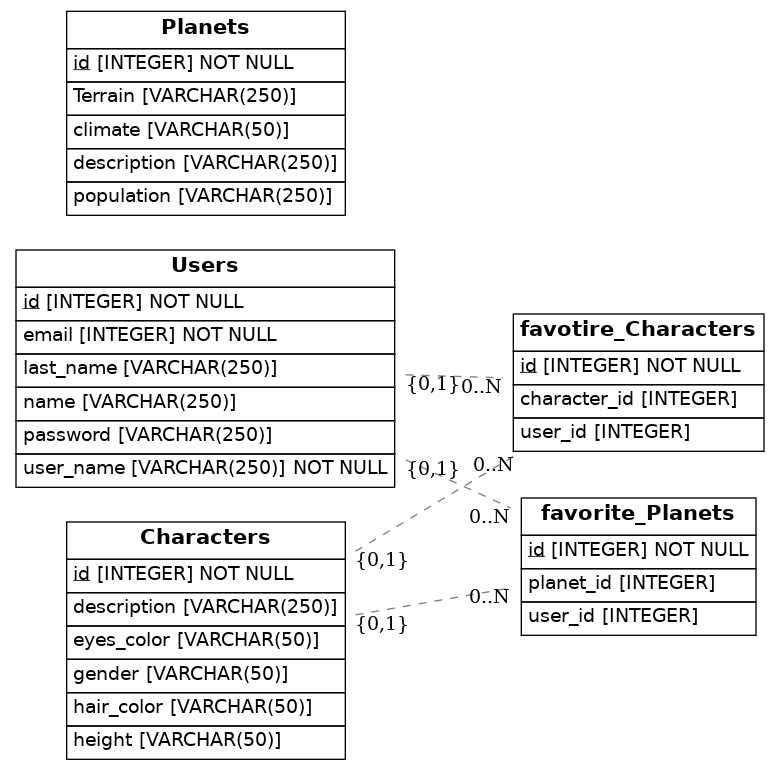 Planets
id [INTEGER] NOT NULL
Terrain [VARCHAR(250)]
climate [VARCHAR(50)]
description [VARCHAR(250)]
population [VARCHAR(250)]
Users
id [INTEGER] NOT NULL
email [INTEGER] NOT NULL
last_name [VARCHAR(250)]
name [VARCHAR(250)]
password [VARCHAR(250)]
user_name [VARCHAR(250)] NOT NULL
{0,1}
0..N
{0,1}
0..N
favotire_Characters
id [INTEGER] NOT NULL
character_id [INTEGER]
user_id [INTEGER]
Characters
id [INTEGER] NOT NULL
description [VARCHAR(250)]
eyes_color [VARCHAR(50)]
gender [VARCHAR(50)]
hair_color [VARCHAR(50)]
height [VARCHAR(50)]
0..N
{0,1}
0..N
{0,1}
favorite_Planets
id [INTEGER] NOT NULL
planet_id [INTEGER]
user_id [INTEGER]